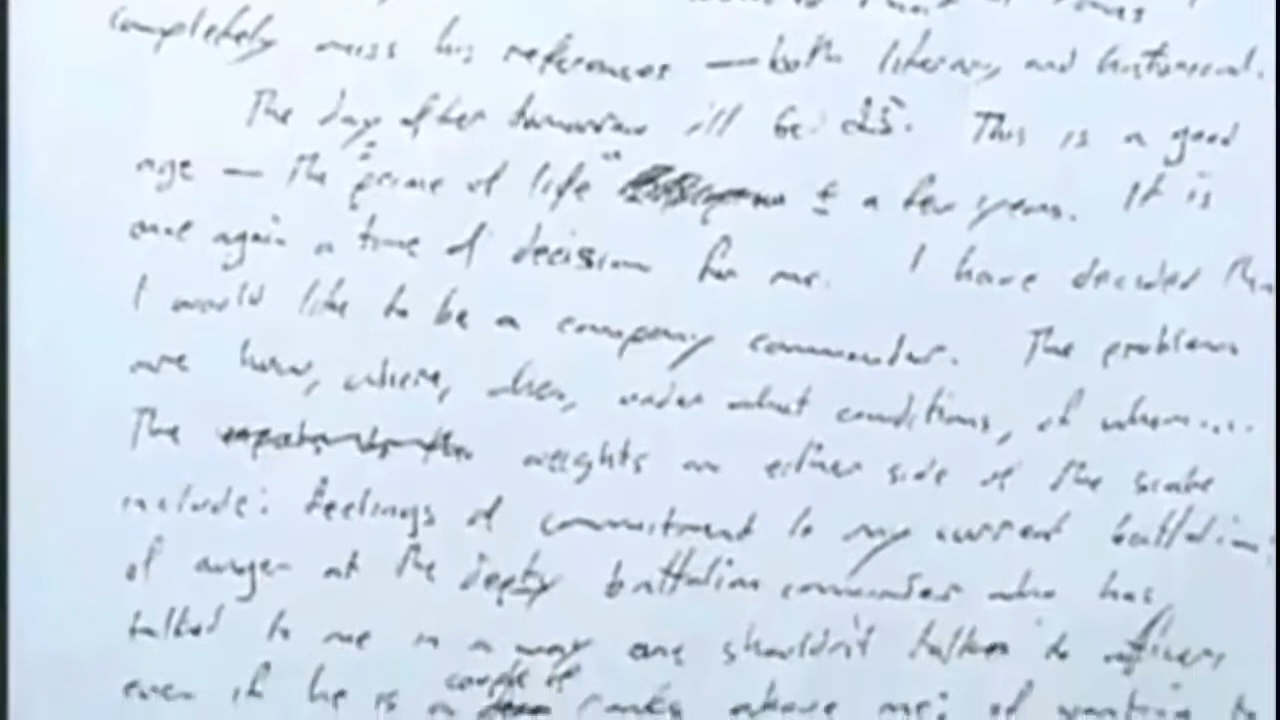 completely miss his references — both literary and historical.
The day after tomorrow ill be 25. This is a good
age — the "prime of life" ± a few years. It is
once again a time of decision for me. I have decided
I would like to be a company commander. The problems
are how, where, when, under what conditions, of whom....
The weights on either side of the scale
include: feelings of commitment to my current battalion;
of anger at the deputy battalion commander who has
talked to me in a way one shouldn't talk to officers
even if he is a couple of ranks above me; of wanting to